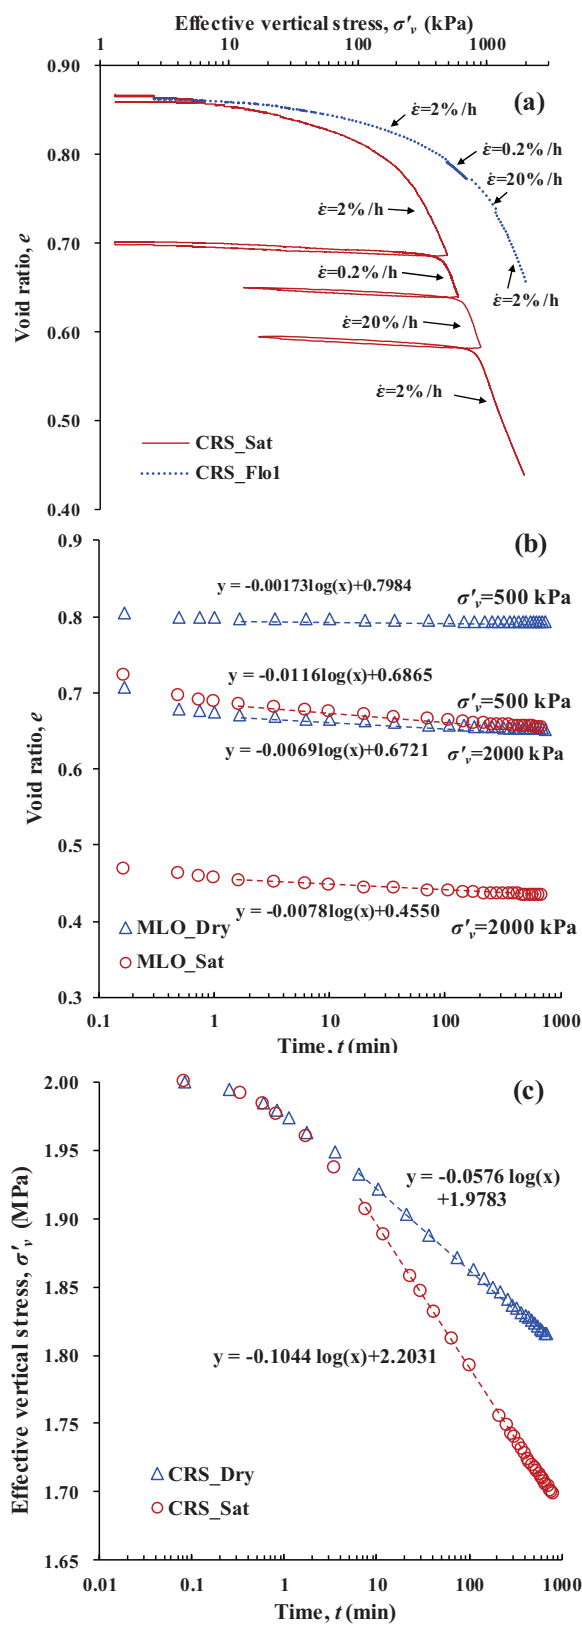 Effective vertical stress, σ′v (kPa)
1 10 100 1000
0.90
(a)
ε̇=2%/h
ε̇=0.2%/h
0.80
ε̇=20%/h
ε̇=2%/h
0.70
ε̇=0.2%/h
ε̇=2%/h
ε̇=20%/h
0.60
ε̇=2%/h
0.50
CRS_Sat
CRS_Flo1
0.40
Void ratio, e
0.9
(b)
y = -0.00173log(x)+0.7984
σ′v=500 kPa
0.8
y = -0.0116log(x)+0.6865
σ′v=500 kPa
0.7
y = -0.0069log(x)+0.6721
σ′v=2000 kPa
0.6
0.5
y = -0.0078log(x)+0.4550
σ′v=2000 kPa
0.4
MLO_Dry
MLO_Sat
0.3
Void ratio, e
0.1 1 10 100 1000
Time, t (min)
(c)
2.00
1.95
y = -0.0576 log(x)
+1.9783
1.90
1.85
y = -0.1044 log(x)+2.2031
1.80
1.75
CRS_Dry
1.70
CRS_Sat
1.65
Effective vertical stress, σ′v (MPa)
0.01 0.1 1 10 100 1000
Time, t (min)